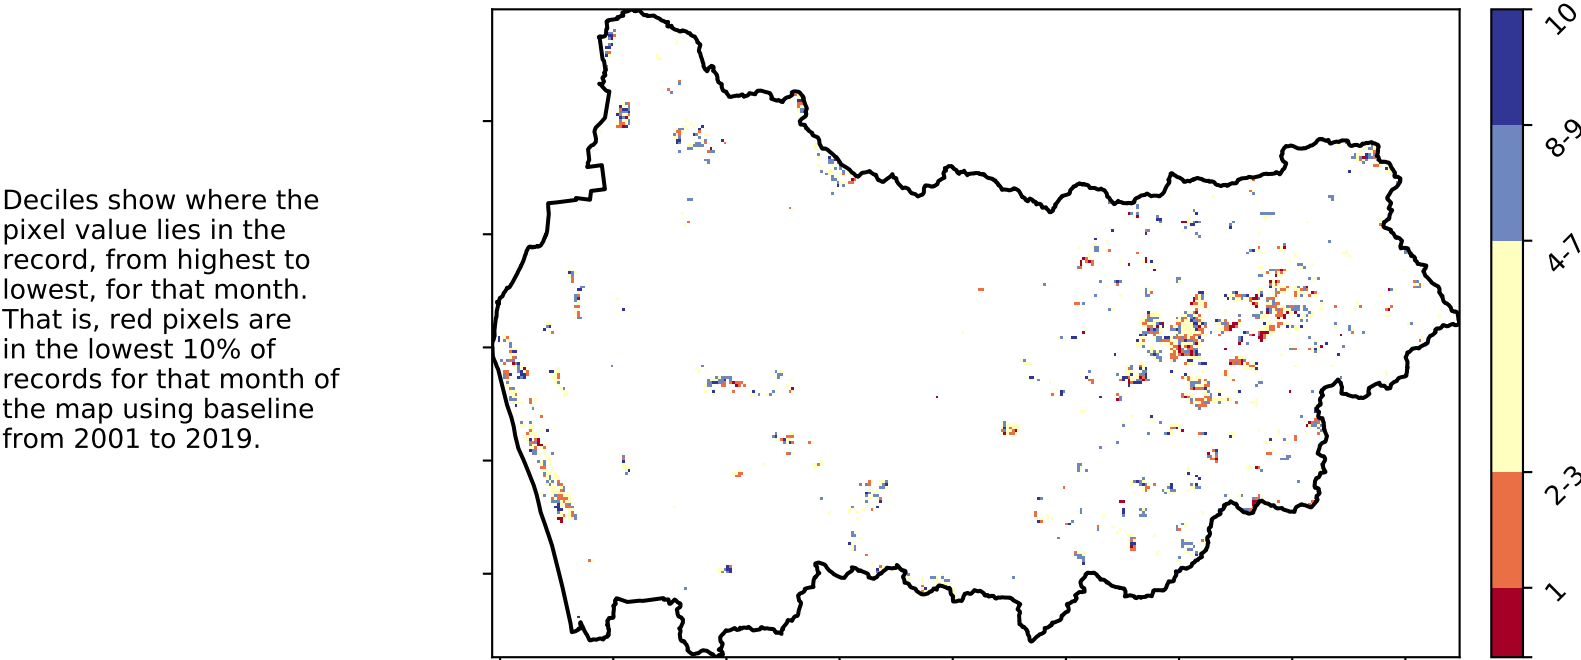 Deciles show where the
pixel value lies in the
record, from highest to
lowest, for that month.
That is, red pixels are
in the lowest 10% of
records for that month of
the map using baseline
from 2001 to 2019.
10
8-9
4-7
2-3
1